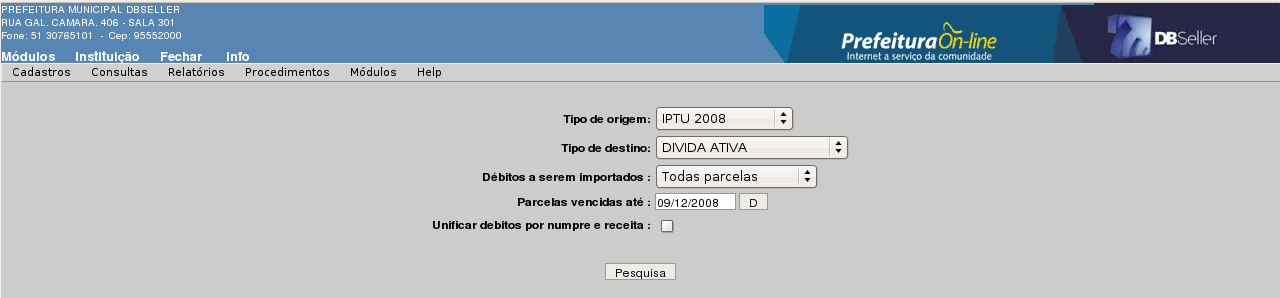 PREFEITURA MUNICIPAL DBSELLER
RUA GAL. CAMARA. 406 - SALA 301
Fone: 51 30765101 - Cep: 95552000
PrefeituraOn-line
Internet a serviço da comunidade
DBSeller
Módulos Instituição Fechar Info
Cadastros Consultas Relatórios Procedimentos Módulos Help
Tipo de origem: IPTU 2008
Tipo de destino: DIVIDA ATIVA
Débitos a serem importados : Todas parcelas
Parcelas vencidas até : 09/12/2008 D
Unificar debitos por numpre e receita :
Pesquisa